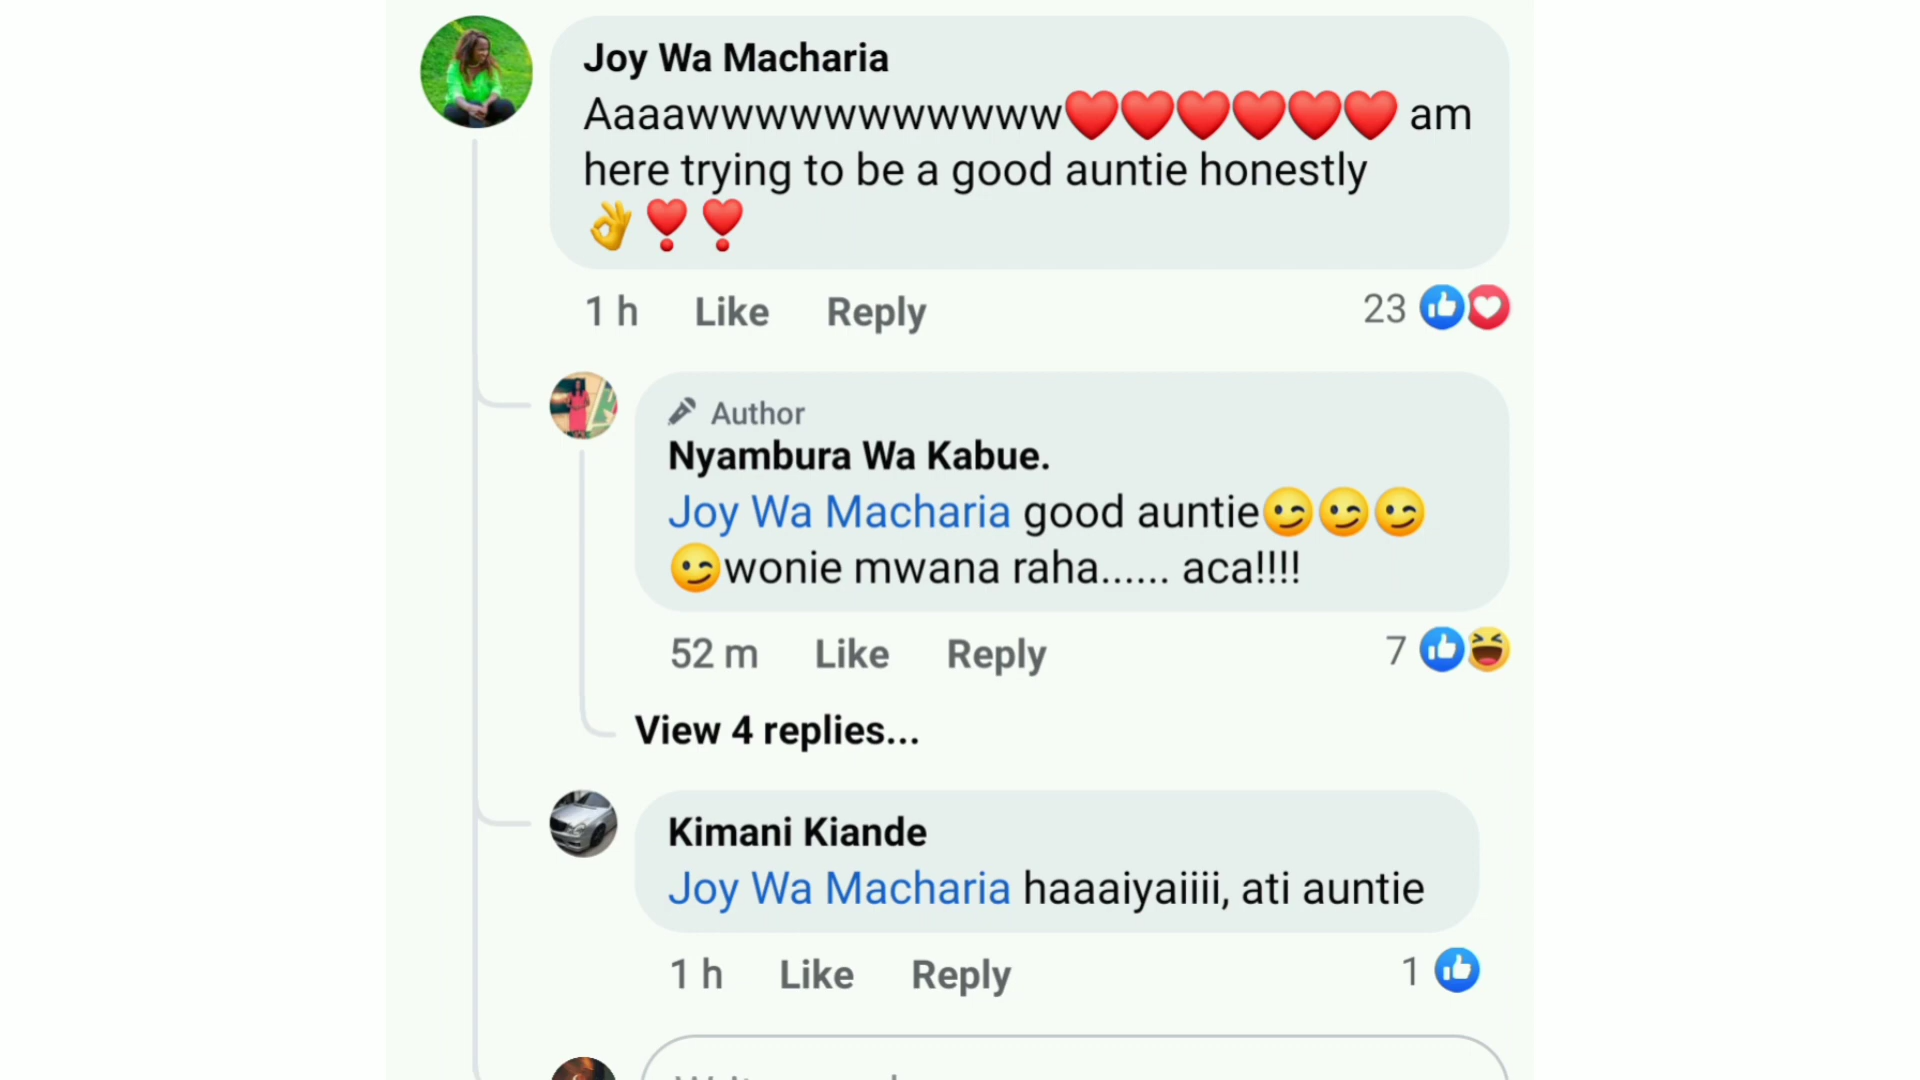 Joy Wa Macharia
Aaaawwwwwwwwwww❤️❤️❤️❤️❤️❤️ am
here trying to be a good auntie honestly
👌❣️❣️
1 h Like Reply 23
Author
Nyambura Wa Kabue.
Joy Wa Macharia good auntie😉😉😉
😉wonie mwana raha...... aca!!!!
52 m Like Reply 7
View 4 replies...
Kimani Kiande
Joy Wa Macharia haaaiyaiiii, ati auntie
1 h Like Reply 1